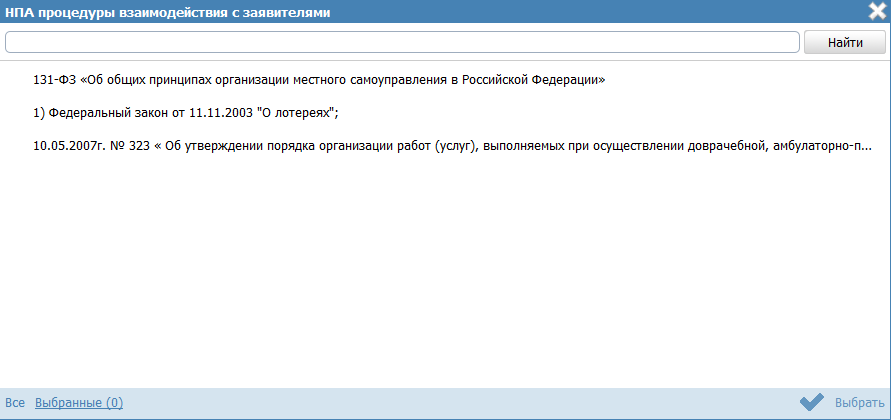 НПА процедуры взаимодействия с заявителями
Найти
131-ФЗ «Об общих принципах организации местного самоуправления в Российской Федерации»
1) Федеральный закон от 11.11.2003 "О лотереях";
10.05.2007г. № 323 « Об утверждении порядка организации работ (услуг), выполняемых при осуществлении доврачебной, амбулаторно-п...
Все Выбранные (0) Выбрать